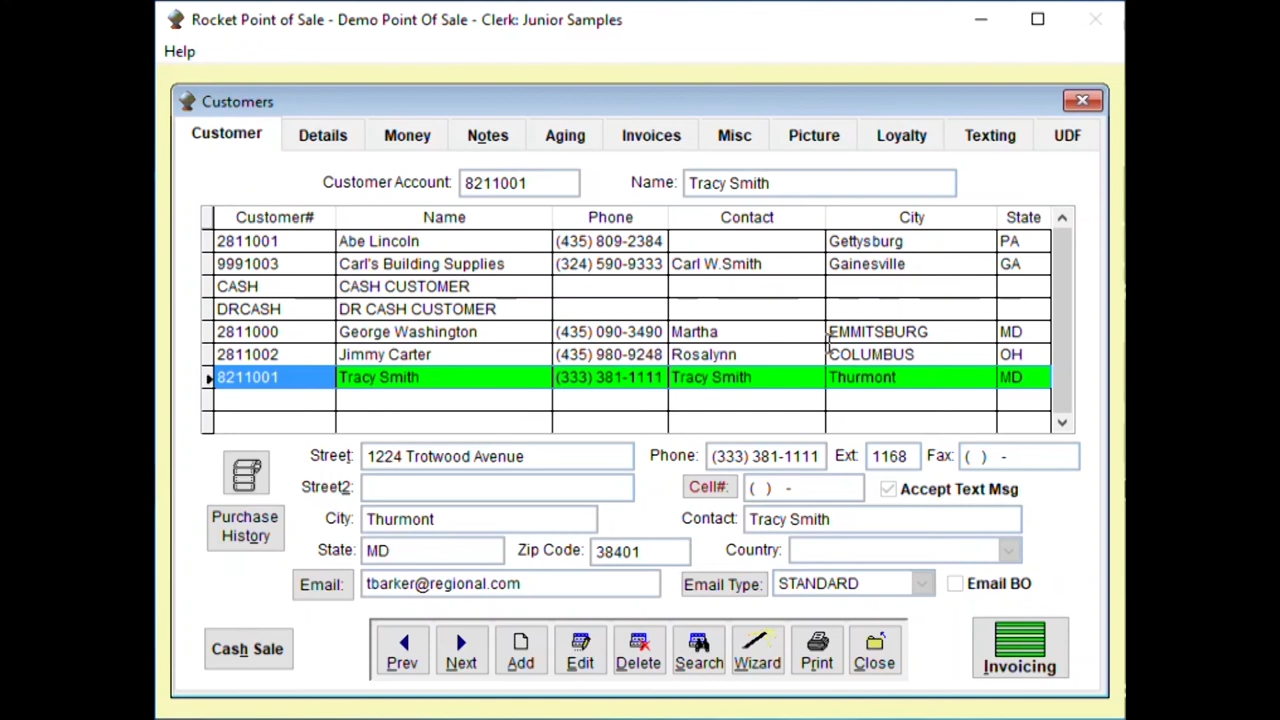 Rocket Point of Sale - Demo Point Of Sale - Clerk: Junior Samples
Help
Customers
Customer Details Money Notes Aging Invoices Misc Picture Loyalty Texting UDF
Customer Account: 8211001 Name: Tracy Smith
Customer# Name Phone Contact City State
2811001 Abe Lincoln (435) 809-2384 Gettysburg PA
9991003 Carl's Building Supplies (324) 590-9333 Carl W.Smith Gainesville GA
CASH CASH CUSTOMER
DRCASH DR CASH CUSTOMER
2811000 George Washington (435) 090-3490 Martha EMMITSBURG MD
2811002 Jimmy Carter (435) 980-9248 Rosalynn COLUMBUS OH
8211001 Tracy Smith (333) 381-1111 Tracy Smith Thurmont MD
Street: 1224 Trotwood Avenue Phone: (333) 381-1111 Ext: 1168 Fax: ( ) -
Street2: Cell#: ( ) - Accept Text Msg
Purchase History
City: Thurmont Contact: Tracy Smith
State: MD Zip Code: 38401 Country:
Email: tbarker@regional.com Email Type: STANDARD Email BO
Cash Sale Prev Next Add Edit Delete Search Wizard Print Close Invoicing